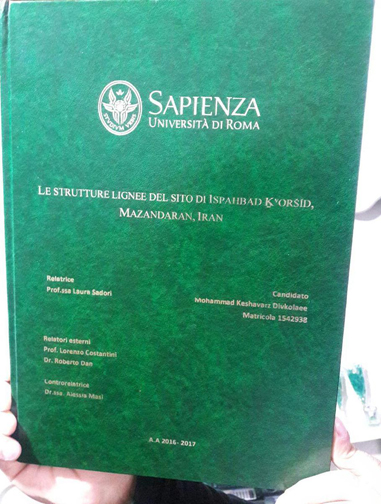 SAPIENZA
UNIVERSITÀ DI ROMA
LE STRUTTURE LIGNEE DEL SITO DI ISPAHBAD
MAZANDARAN, IRAN
Relatrice
Prof.ssa Laura Sadori
Candidato
Mohammad Keshavarz Divkolaee
Matricola 1542938
Relatori esterni
Prof. Lorenzo Costantini
Dr. Roberto Dan
Controrelatrice
Dr.ssa. Alessia Masi
A.A 2016- 2017